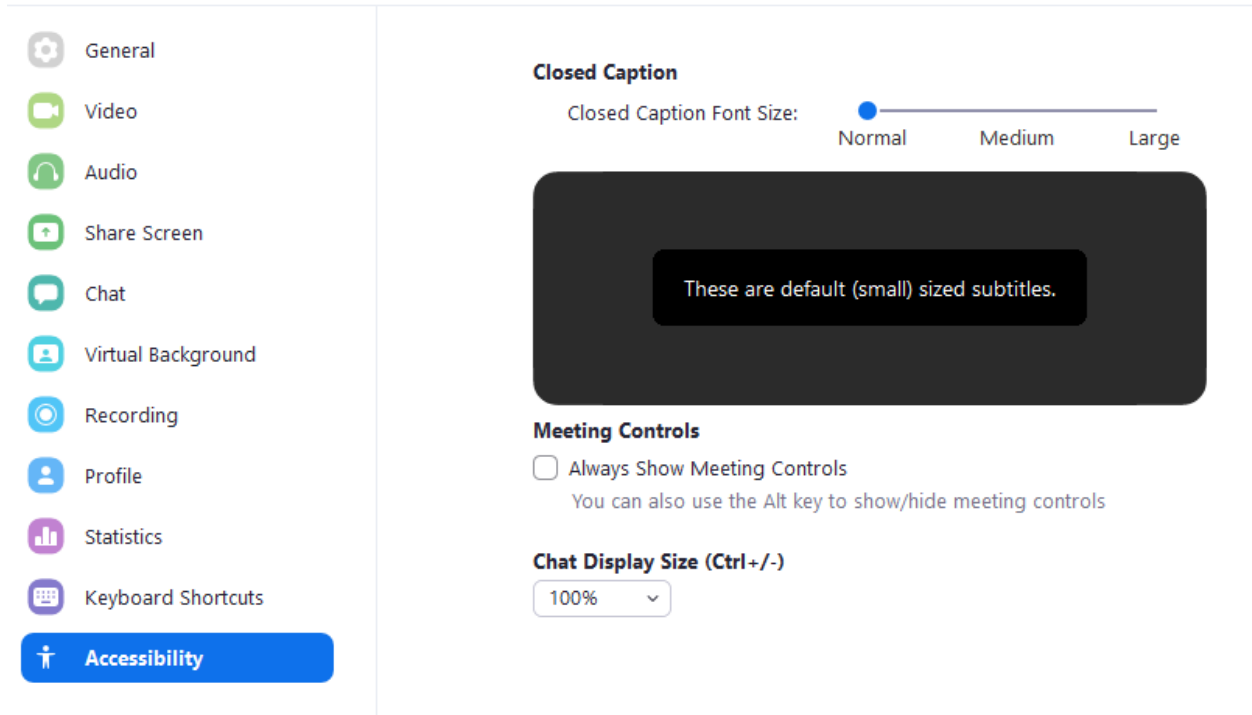 General
Video
Audio
Share Screen
Chat
Virtual Background
Recording
Profile
Statistics
Keyboard Shortcuts
Accessibility
Closed Caption
Closed Caption Font Size:
Normal Medium Large
These are default (small) sized subtitles.
Meeting Controls
Always Show Meeting Controls
You can also use the Alt key to show/hide meeting controls
Chat Display Size (Ctrl+/-)
100%